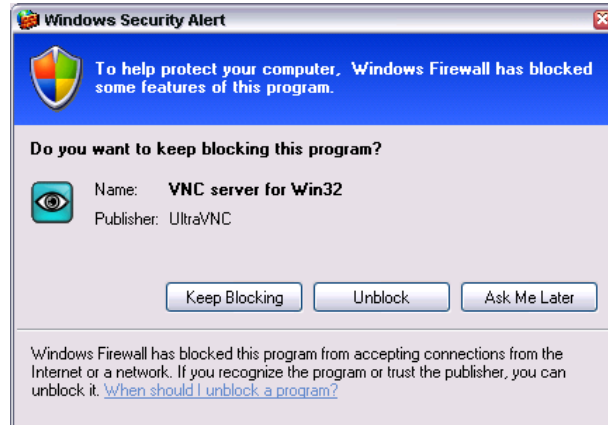 Windows Security Alert
To help protect your computer, Windows Firewall has blocked
some features of this program.
Do you want to keep blocking this program?
Name: VNC server for Win32
Publisher: UltraVNC
Keep Blocking Unblock Ask Me Later
Windows Firewall has blocked this program from accepting connections from the
Internet or a network. If you recognize the program or trust the publisher, you can
unblock it. When should I unblock a program?